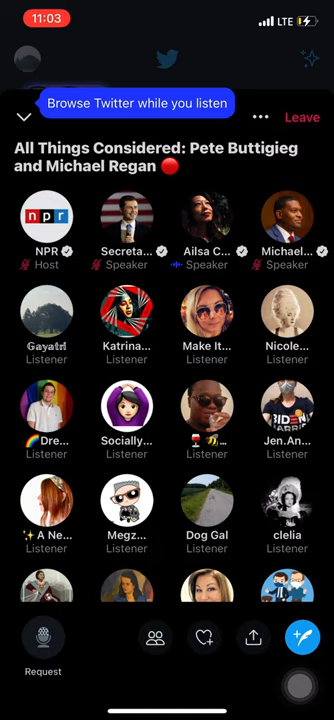 11:03
LTE
Browse Twitter while you listen
Leave
All Things Considered: Pete Buttigieg
and Michael Regan
npr
NPR Secreta... Ailsa C... Michael...
Host Speaker Speaker Speaker
Gayatri Katrina... Make It... Nicole...
Listener Listener Listener Listener
BIDEN
Dre... Socially... ... Jen.An...
Listener Listener Listener Listener
A Ne... Megz... Dog Gal clelia
Listener Listener Listener Listener
Request